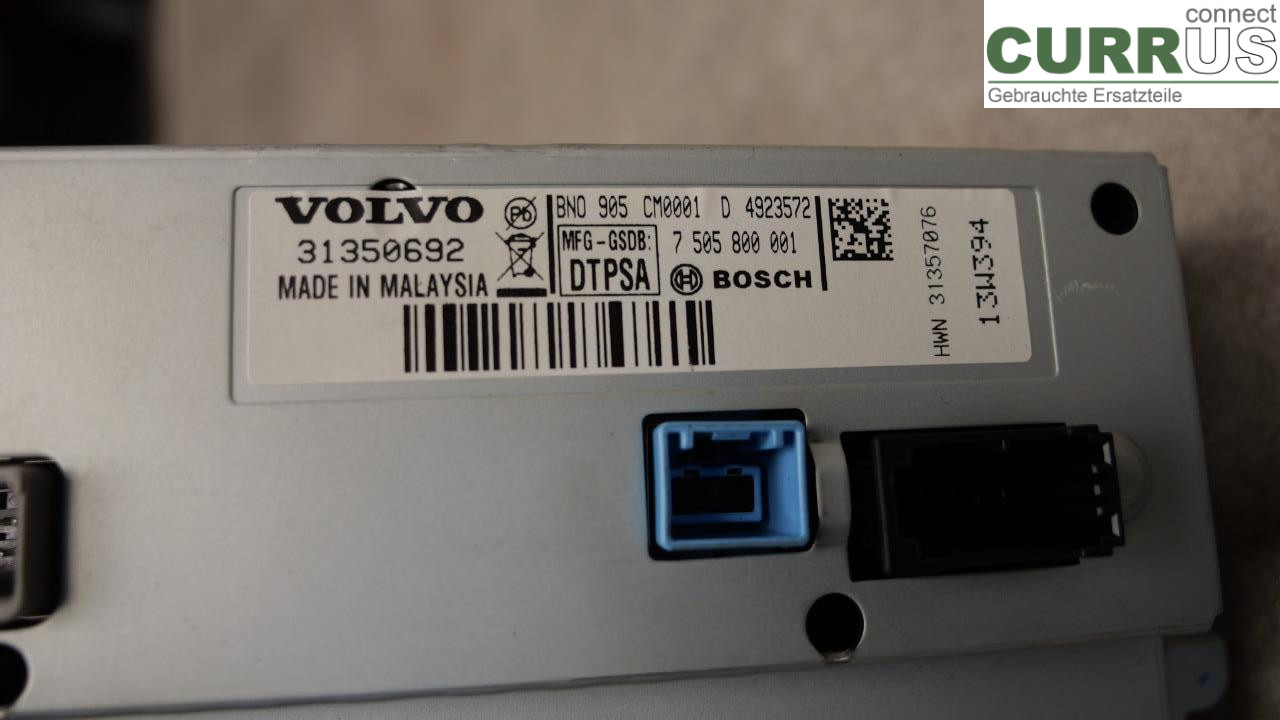 connect
CURRUS
Gebrauchte Ersatzteile
VOLVO
31350692
MADE IN MALAYSIA
Pb
BNO 905 CM0001 D 4923572
MFG-GSDB:
DTPSA
7 505 800 001
BOSCH
HWN 31357076
13W394